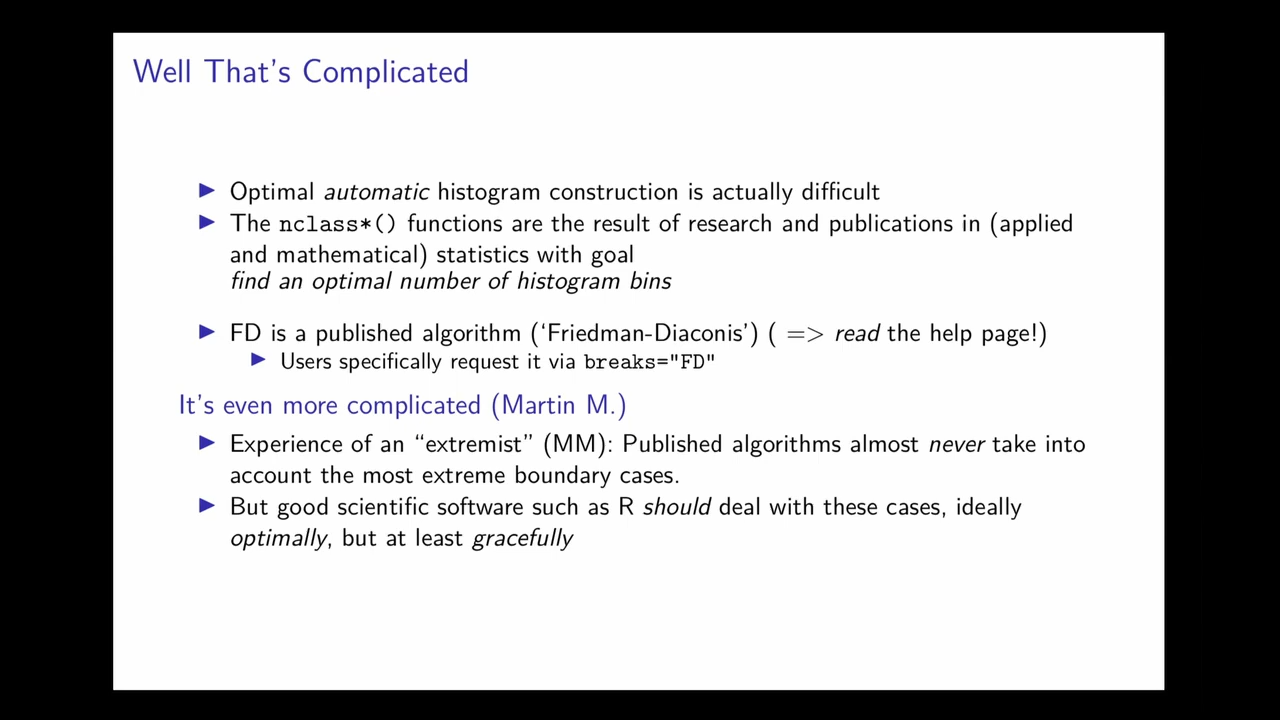 Well That's Complicated
Optimal automatic histogram construction is actually difficult
The nclass*() functions are the result of research and publications in (applied
and mathematical) statistics with goal
find an optimal number of histogram bins
FD is a published algorithm (‘Friedman-Diaconis’) ( => read the help page!)
Users specifically request it via breaks="FD"
It's even more complicated (Martin M.)
Experience of an “extremist” (MM): Published algorithms almost never take into
account the most extreme boundary cases.
But good scientific software such as R should deal with these cases, ideally
optimally, but at least gracefully